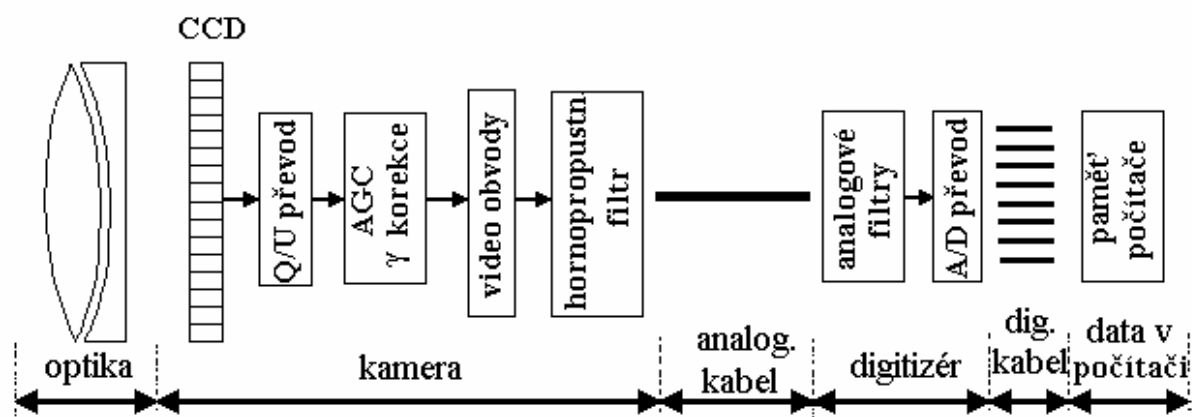 CCD
Q/U převod
AGC
γ korekce
video obvody
hornopropustn.
filtr
analogové
filtry
A/D převod
paměť
počítače
optika
kamera
analog.
kabel
digitizér
dig.
kabel
data v
počítači